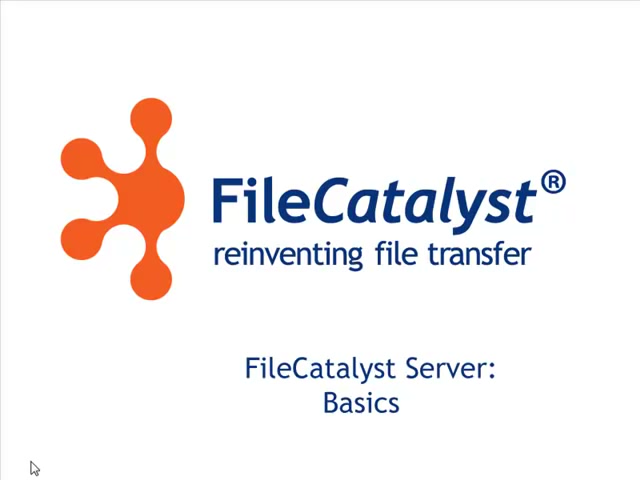 FileCatalyst®
reinventing file transfer
FileCatalyst Server:
Basics